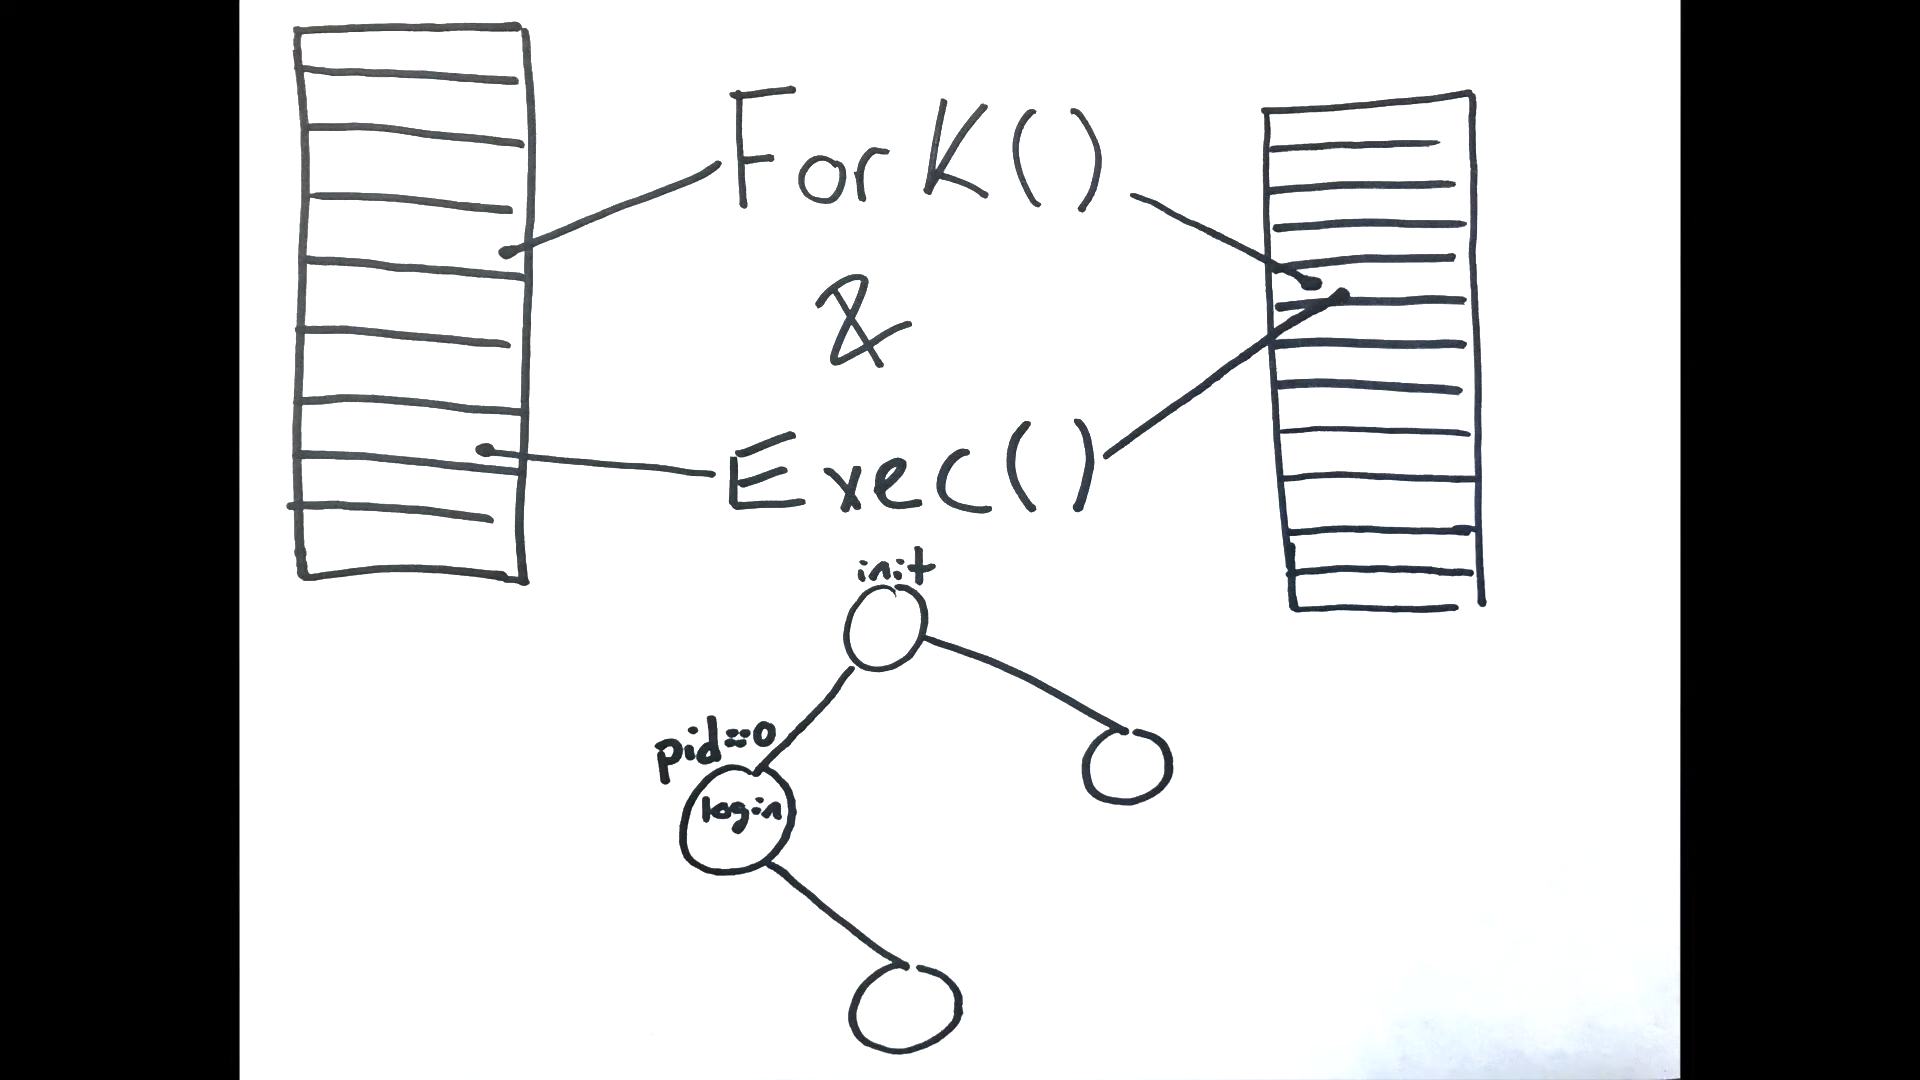 ForK()
&
Exec()
init
pid==0
login